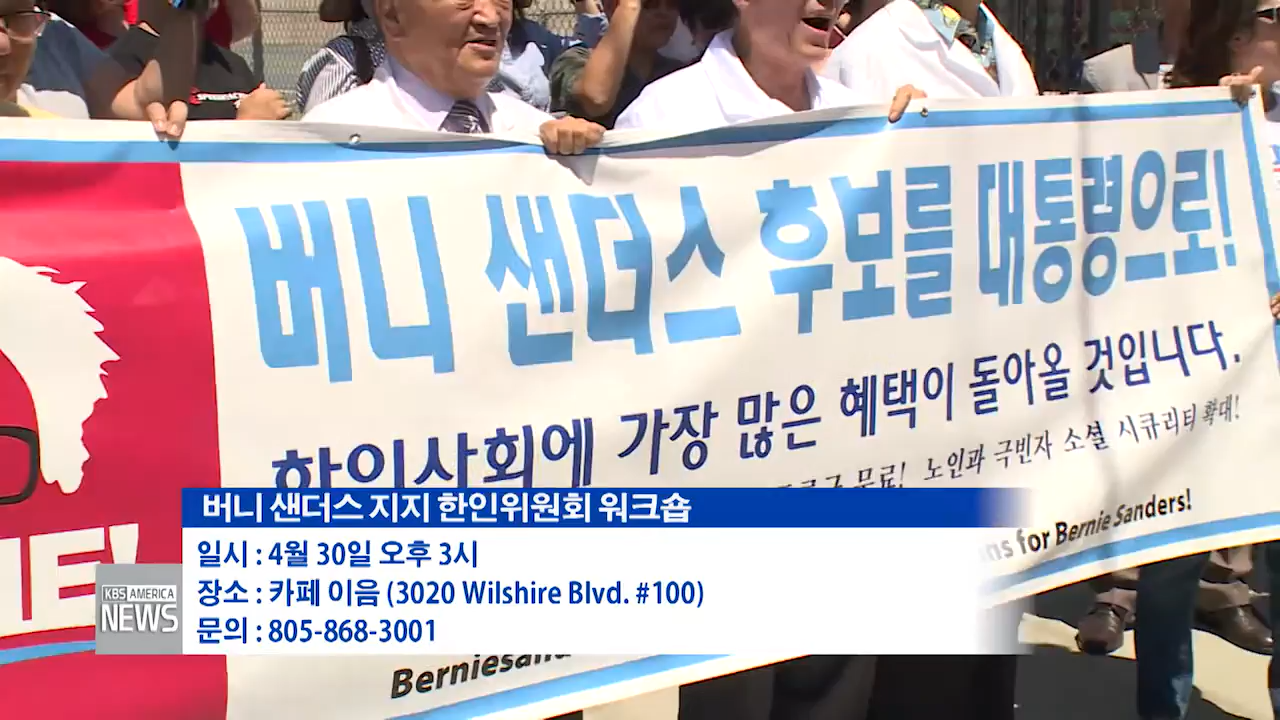 버니 샌더스 후보를 대통령으로!
한인사회에 가장 많은 혜택이 돌아올 것입니다.
무료! 노인과 극빈자 소셜 시큐리티 확대!
for Bernie Sanders!
버니 샌더스 지지 한인위원회 워크숍
일시 : 4월 30일 오후 3시
장소 : 카페 이음 (3020 Wilshire Blvd. #100)
문의 : 805-868-3001
KBS AMERICA
NEWS